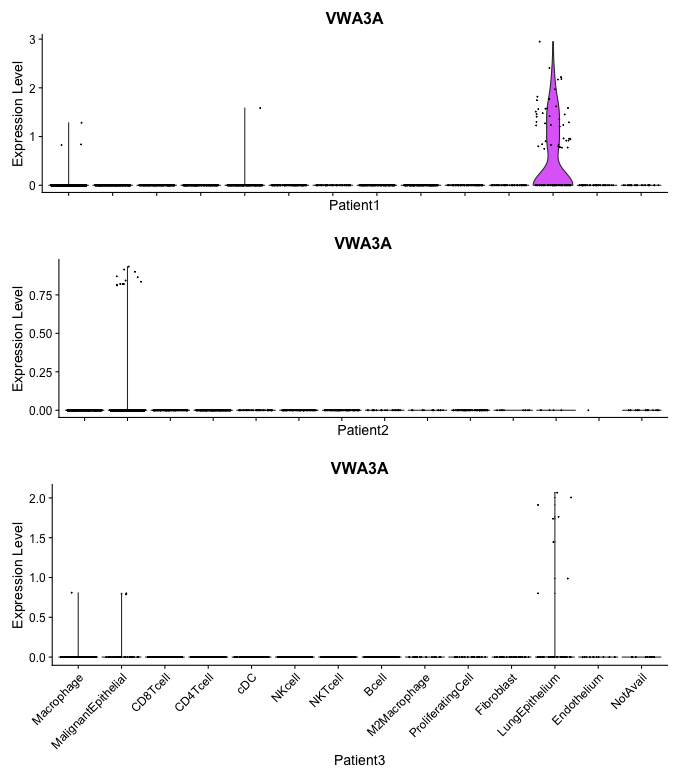 VWA3A
Expression Level
3
2
1
0
Patient1
VWA3A
Expression Level
0.75
0.50
0.25
0.00
Patient2
VWA3A
Expression Level
2.0
1.5
1.0
0.5
0.0
Macrophage
MalignantEpithelial
CD8Tcell
CD4Tcell
cDC
NKcell
NKTcell
Bcell
M2Macrophage
ProliferatingCell
Fibroblast
LungEpithelium
Endothelium
NotAvail
Patient3